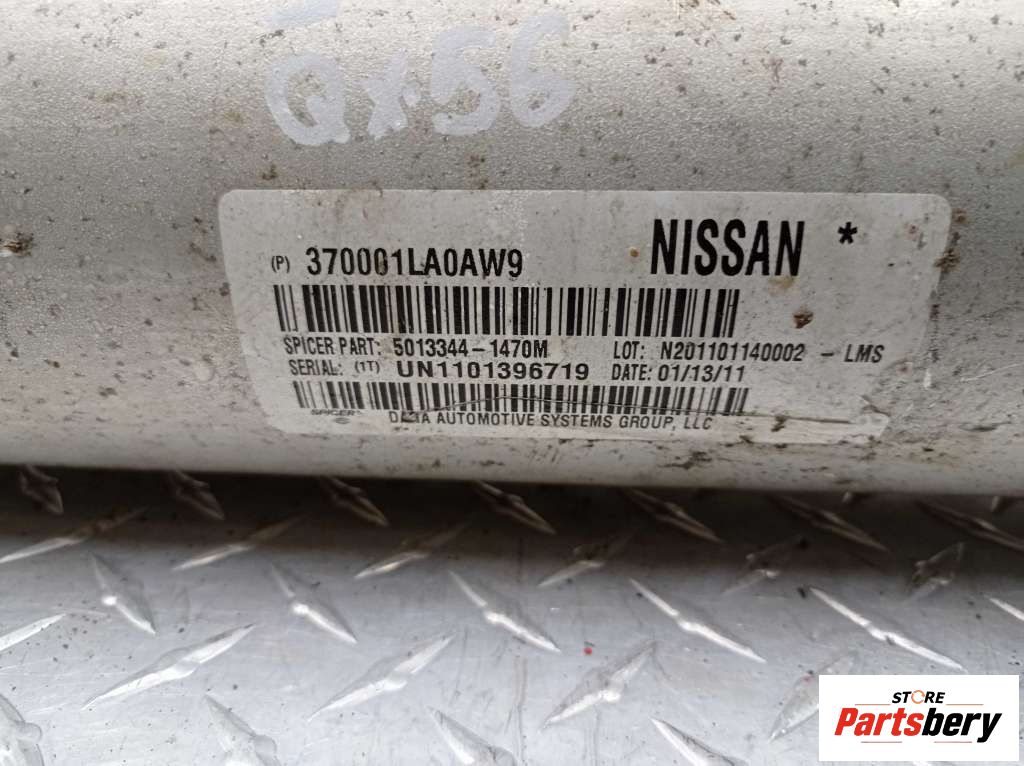 Qx56
NISSAN *
(P) 370001LA0AW9
SPICER PART: 5013344-1470M LOT: N201101140002 -LMS
SERIAL: (1T) UN1101396719 DATE: 01/13/11
SPICER
DANA AUTOMOTIVE SYSTEMS GROUP, LLC
STORE
Partsbery